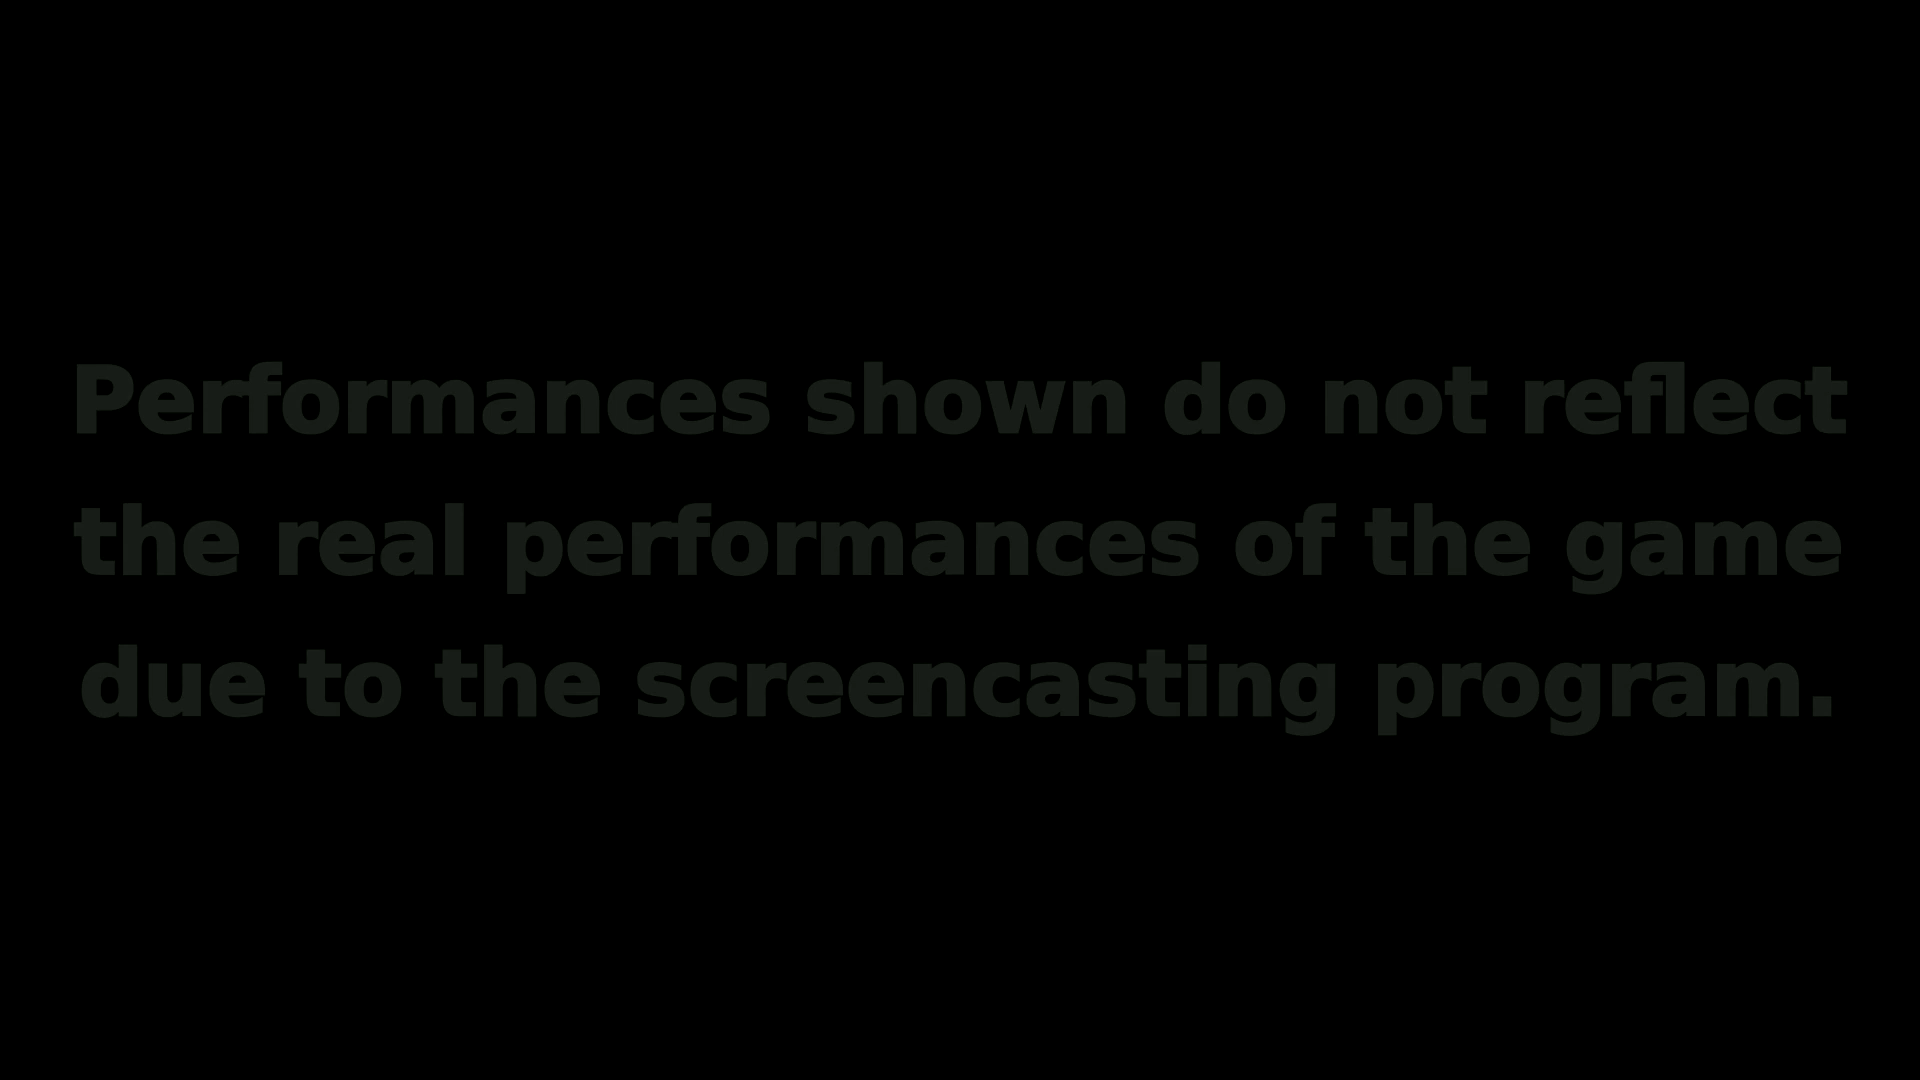 Performances shown do not reflect
the real performances of the game
due to the screencasting program.